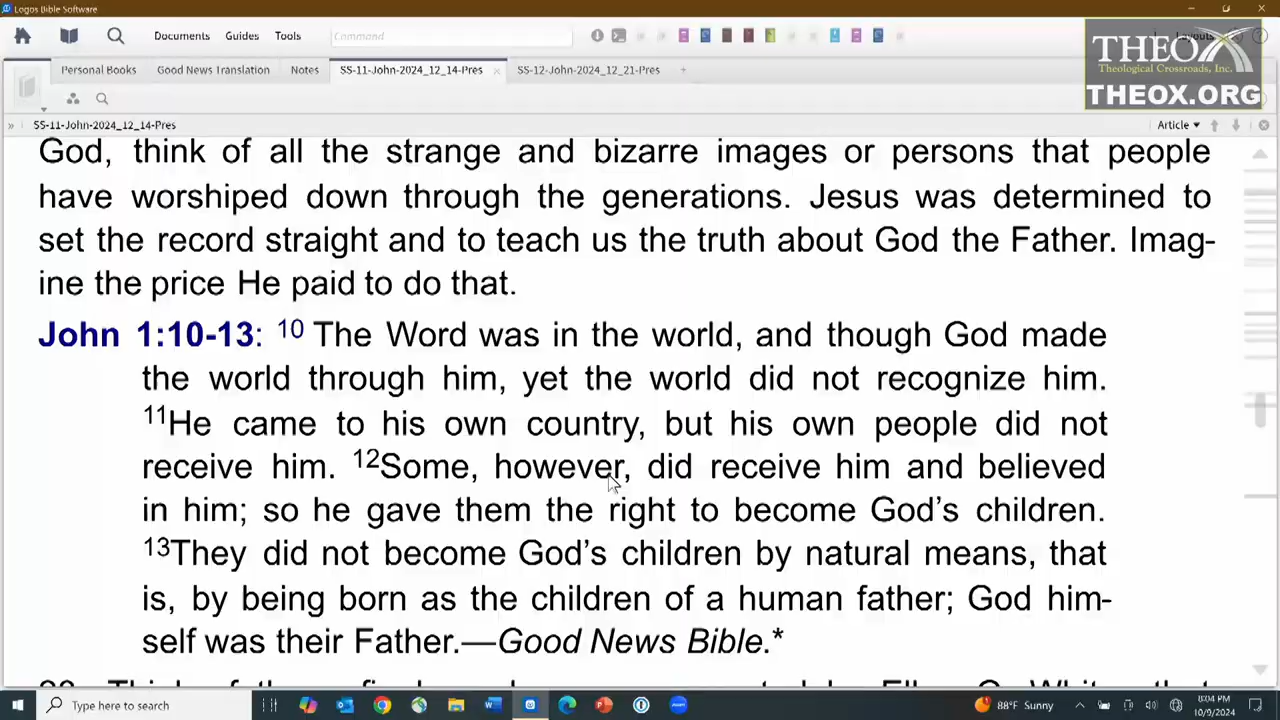 Logos Bible Software
Documents Guides Tools Command Layouts
THEOX
Theological Crossroads, Inc.
THEOX.ORG
Personal Books Good News Translation Notes SS-11-John-2024_12_14-Pres SS-12-John-2024_12_21-Pres
SS-11-John-2024_12_14-Pres Article
God, think of all the strange and bizarre images or persons that people
have worshiped down through the generations. Jesus was determined to
set the record straight and to teach us the truth about God the Father. Imag-
ine the price He paid to do that.
John 1:10-13: 10 The Word was in the world, and though God made
the world through him, yet the world did not recognize him.
11He came to his own country, but his own people did not
receive him. 12Some, however, did receive him and believed
in him; so he gave them the right to become God's children.
13They did not become God's children by natural means, that
is, by being born as the children of a human father; God him-
self was their Father.—Good News Bible.*
Type here to search
88°F Sunny
8:04 PM
10/9/2024